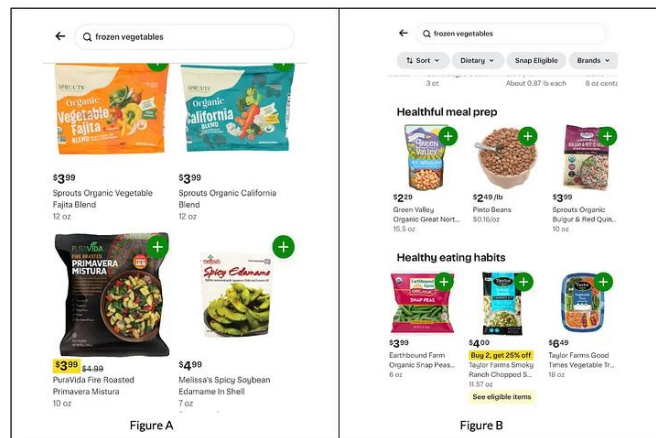 frozen vegetables
SPROUTS
Organic
Vegetable
Fajita
BLEND
SPROUTS
Organic
California
BLEND
$3.99
Sprouts Organic Vegetable
Fajita Blend
12 oz
$3.99
Sprouts Organic California
Blend
12 oz
PURAVIDA
FIRE ROASTED
PRIMAVERA
MISTURA
Spicy Edamame
$3.99 $4.99
PuraVida Fire Roasted
Primavera Mistura
10 oz
$4.99
Melissa's Spicy Soybean
Edamame In Shell
7 oz
Figure A
frozen vegetables
Sort
Dietary
Snap Eligible
Brands
3 ct
About 0.87 lb each
Healthful meal prep
Green
Valley
$2.29
Green Valley
Organic Great Nort...
15.5 oz
$2.49/lb
Pinto Beans
$0.16/oz
$3.99
Sprouts Organic
Bulgur & Red Quin...
10 oz
Healthy eating habits
Earthbound
Farm
ORGANIC
SNAP PEAS
Taylor
Taylor
$3.99
Earthbound Farm
Organic Snap Peas...
6 oz
$4.00
Buy 2, get 25% off
Taylor Farms Smoky
Ranch Chopped S...
11.57 oz
See eligible items
$6.49
Taylor Farms Good
Times Vegetable Tr...
18 oz
Figure B